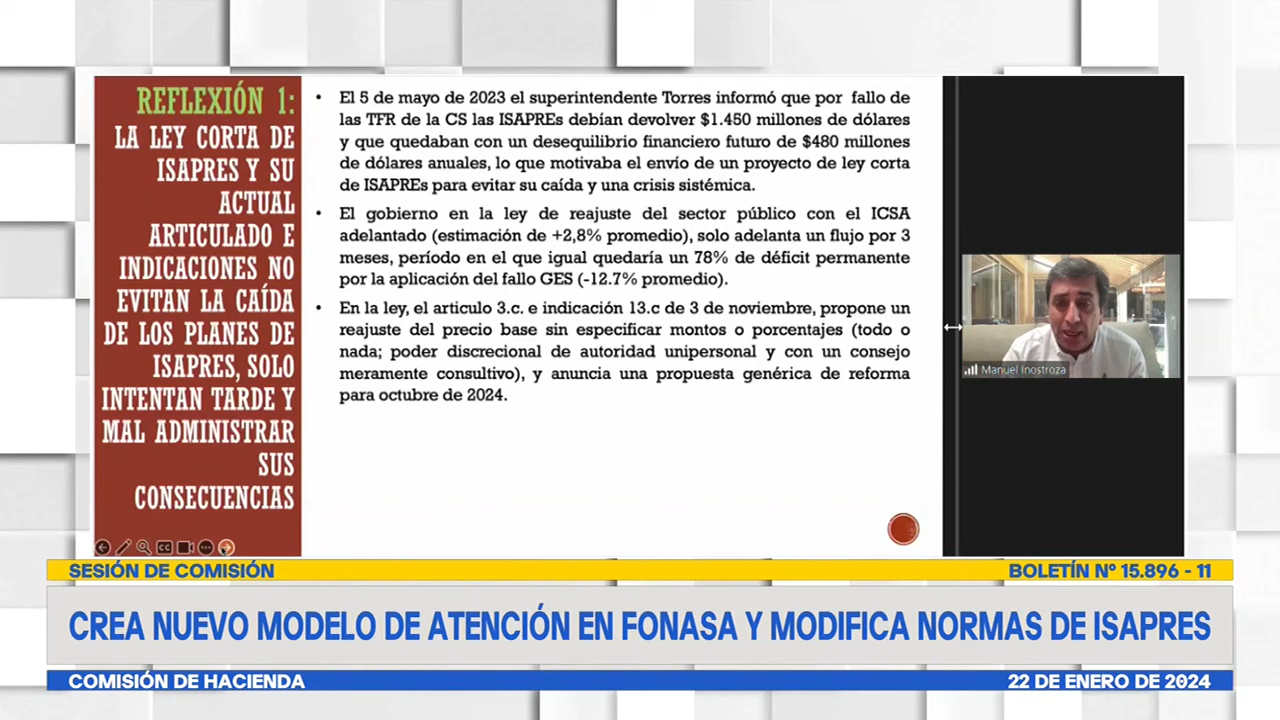 REFLEXIÓN 1:
LA LEY CORTA DE
ISAPRES Y SU
ACTUAL
ARTICULADO E
INDICACIONES NO
EVITAN LA CAÍDA
DE LOS PLANES DE
ISAPRES, SOLO
INTENTAN TARDE Y
MAL ADMINISTRAR
SUS
CONSECUENCIAS
• El 5 de mayo de 2023 el superintendente Torres informó que por fallo de
las TFR de la CS las ISAPREs debían devolver $1.450 millones de dólares
y que quedaban con un desequilibrio financiero futuro de $480 millones
de dólares anuales, lo que motivaba el envío de un proyecto de ley corta
de ISAPREs para evitar su caída y una crisis sistémica.
• El gobierno en la ley de reajuste del sector público con el ICSA
adelantado (estimación de +2,8% promedio), solo adelanta un flujo por 3
meses, período en el que igual quedaría un 78% de déficit permanente
por la aplicación del fallo GES (-12.7% promedio).
• En la ley, el articulo 3.c. e indicación 13.c de 3 de noviembre, propone un
reajuste del precio base sin especificar montos o porcentajes (todo o
nada; poder discrecional de autoridad unipersonal y con un consejo
meramente consultivo), y anuncia una propuesta genérica de reforma
para octubre de 2024.
Manuel Inostroza
CC
SESIÓN DE COMISIÓN
BOLETÍN Nº 15.896 - 11
CREA NUEVO MODELO DE ATENCIÓN EN FONASA Y MODIFICA NORMAS DE ISAPRES
COMISIÓN DE HACIENDA
22 DE ENERO DE 2024